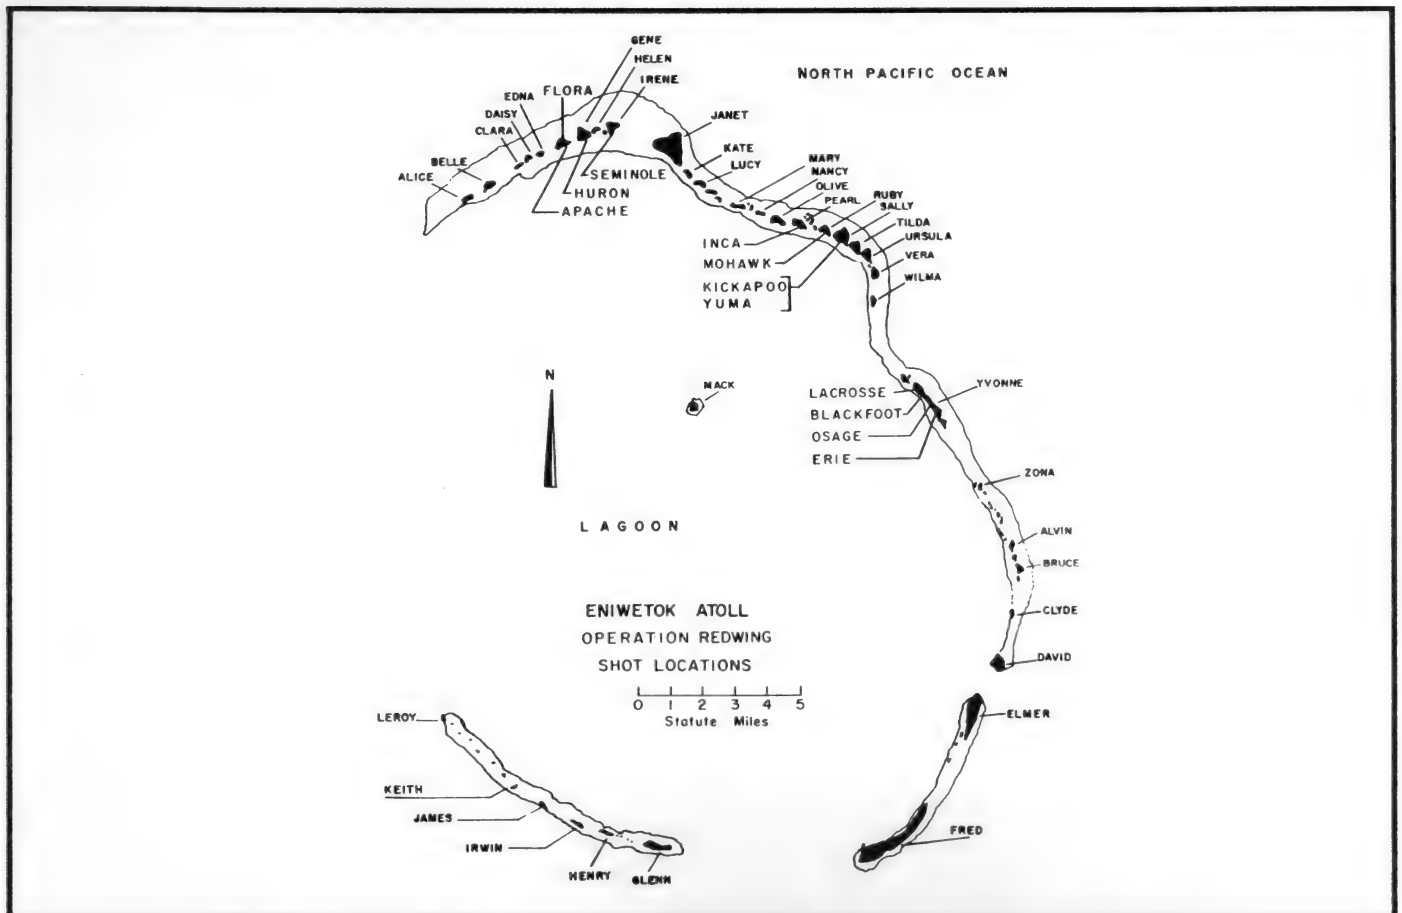 GENE
HELEN
IRENE
NORTH PACIFIC OCEAN
FLORA
EDNA
DAISY
CLARA
BELLE
ALICE
JANET
KATE
LUCY
MARY
NANCY
OLIVE
PEARL
RUBY
SALLY
TILDA
URSULA
VERA
WILMA
SEMINOLE
HURON
APACHE
INCA
MOHAWK
KICKAPOO
YUMA
N
MACK
YVONNE
LACROSSE
BLACKFOOT
OSAGE
ERIE
ZONA
LAGOON
ALVIN
BRUCE
CLYDE
DAVID
ENIWETOK ATOLL
OPERATION REDWING
SHOT LOCATIONS
0 1 2 3 4 5
Statute Miles
LEROY
ELMER
KEITH
JAMES
IRWIN
HENRY
GLENN
FRED